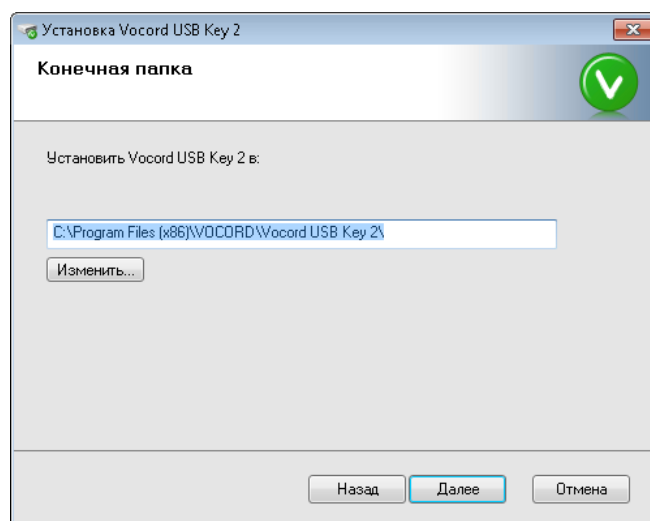 Установка Vocord USB Key 2
Конечная папка
Установить Vocord USB Key 2 в:
C:\Program Files (x86)\VOCORD\Vocord USB Key 2\
Изменить...
Назад Далее Отмена